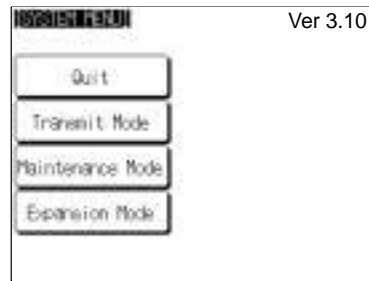 [SYSTEM MENU] Ver 3.10
Quit
Transmit Mode
Maintenance Mode
Expansion Mode